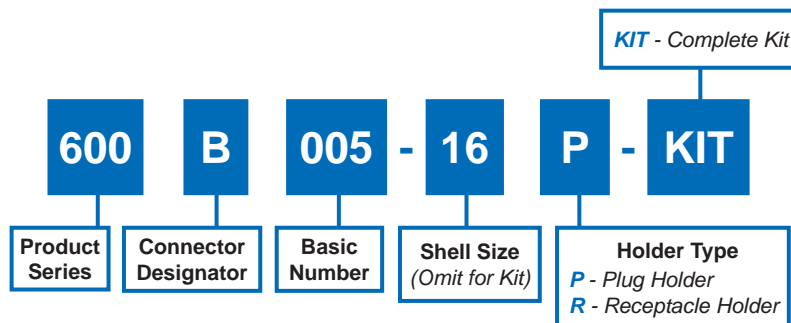 KIT - Complete Kit
600 B 005 - 16 P - KIT
Product
Series
Connector
Designator
Basic
Number
Shell Size
(Omit for Kit)
Holder Type
P - Plug Holder
R - Receptacle Holder